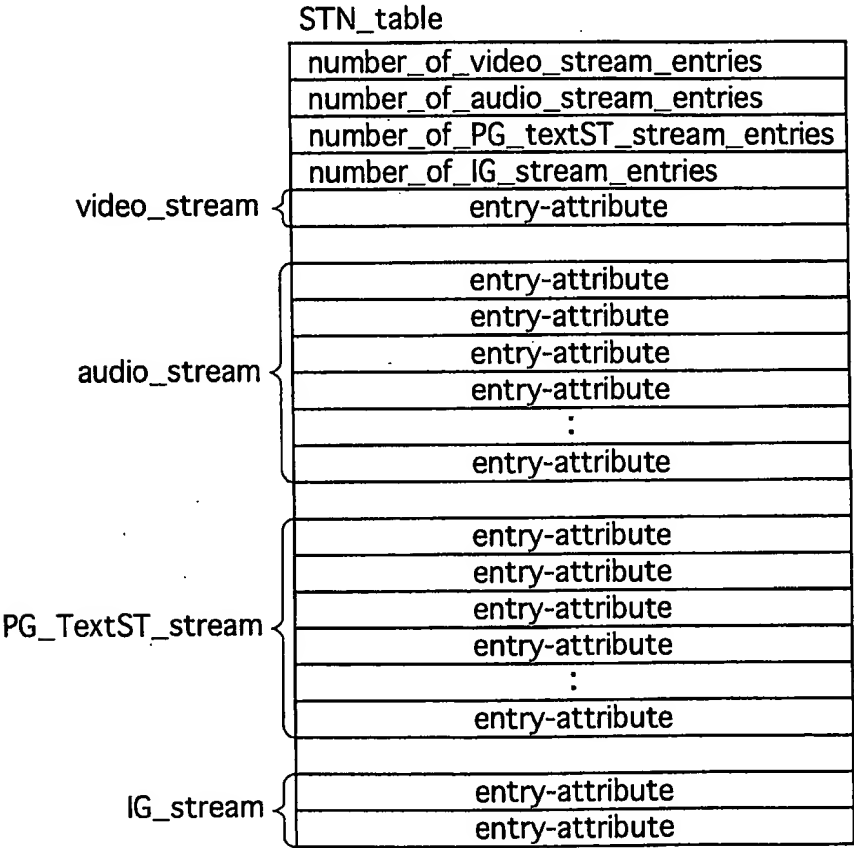 STN_table
number_of_video_stream_entries
number_of_audio_stream_entries
number_of_PG_textST_stream_entries
number_of_IG_stream_entries
video_stream
entry-attribute
audio_stream
entry-attribute
entry-attribute
entry-attribute
entry-attribute
:
entry-attribute
PG_TextST_stream
entry-attribute
entry-attribute
entry-attribute
entry-attribute
:
entry-attribute
IG_stream
entry-attribute
entry-attribute